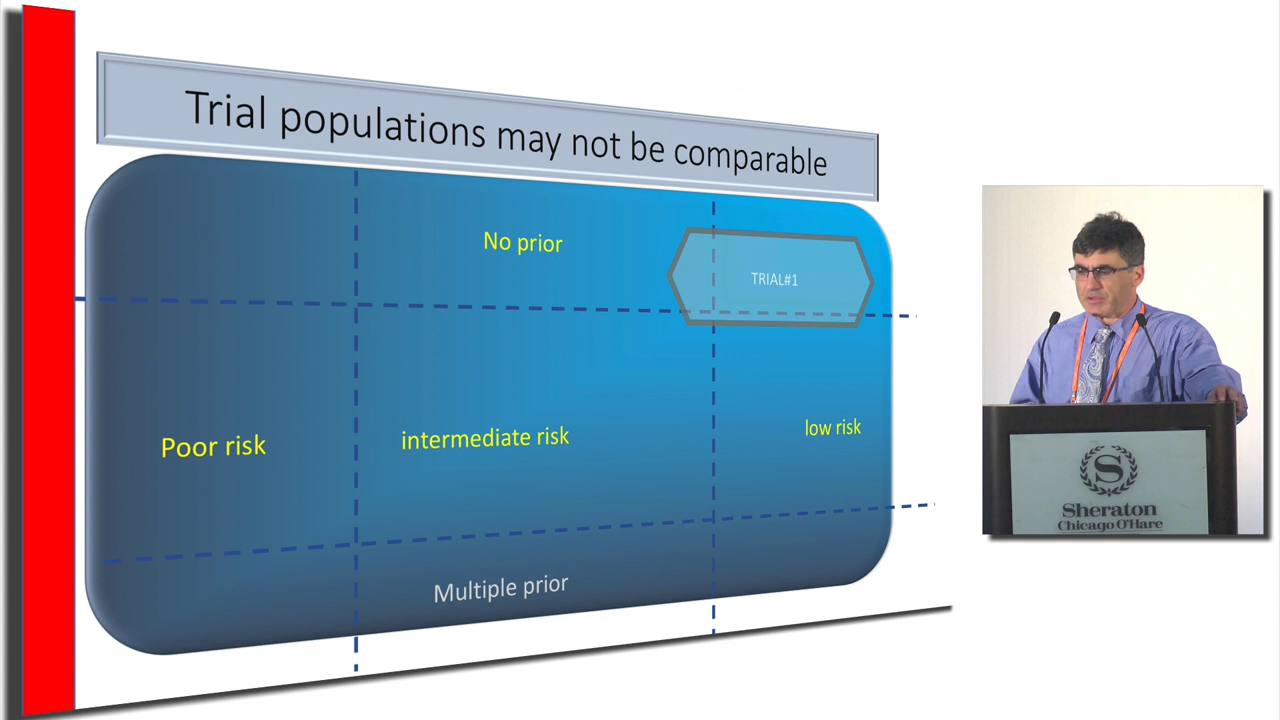 Trial populations may not be comparable
No prior
TRIAL#1
Poor risk
intermediate risk
low risk
Multiple prior
S
Sheraton
Chicago O'Hare